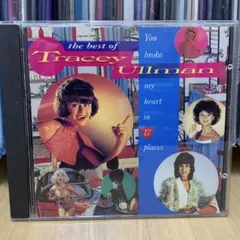 the best of
Tracey Ullman
You
broke
my
heart
in
17
places